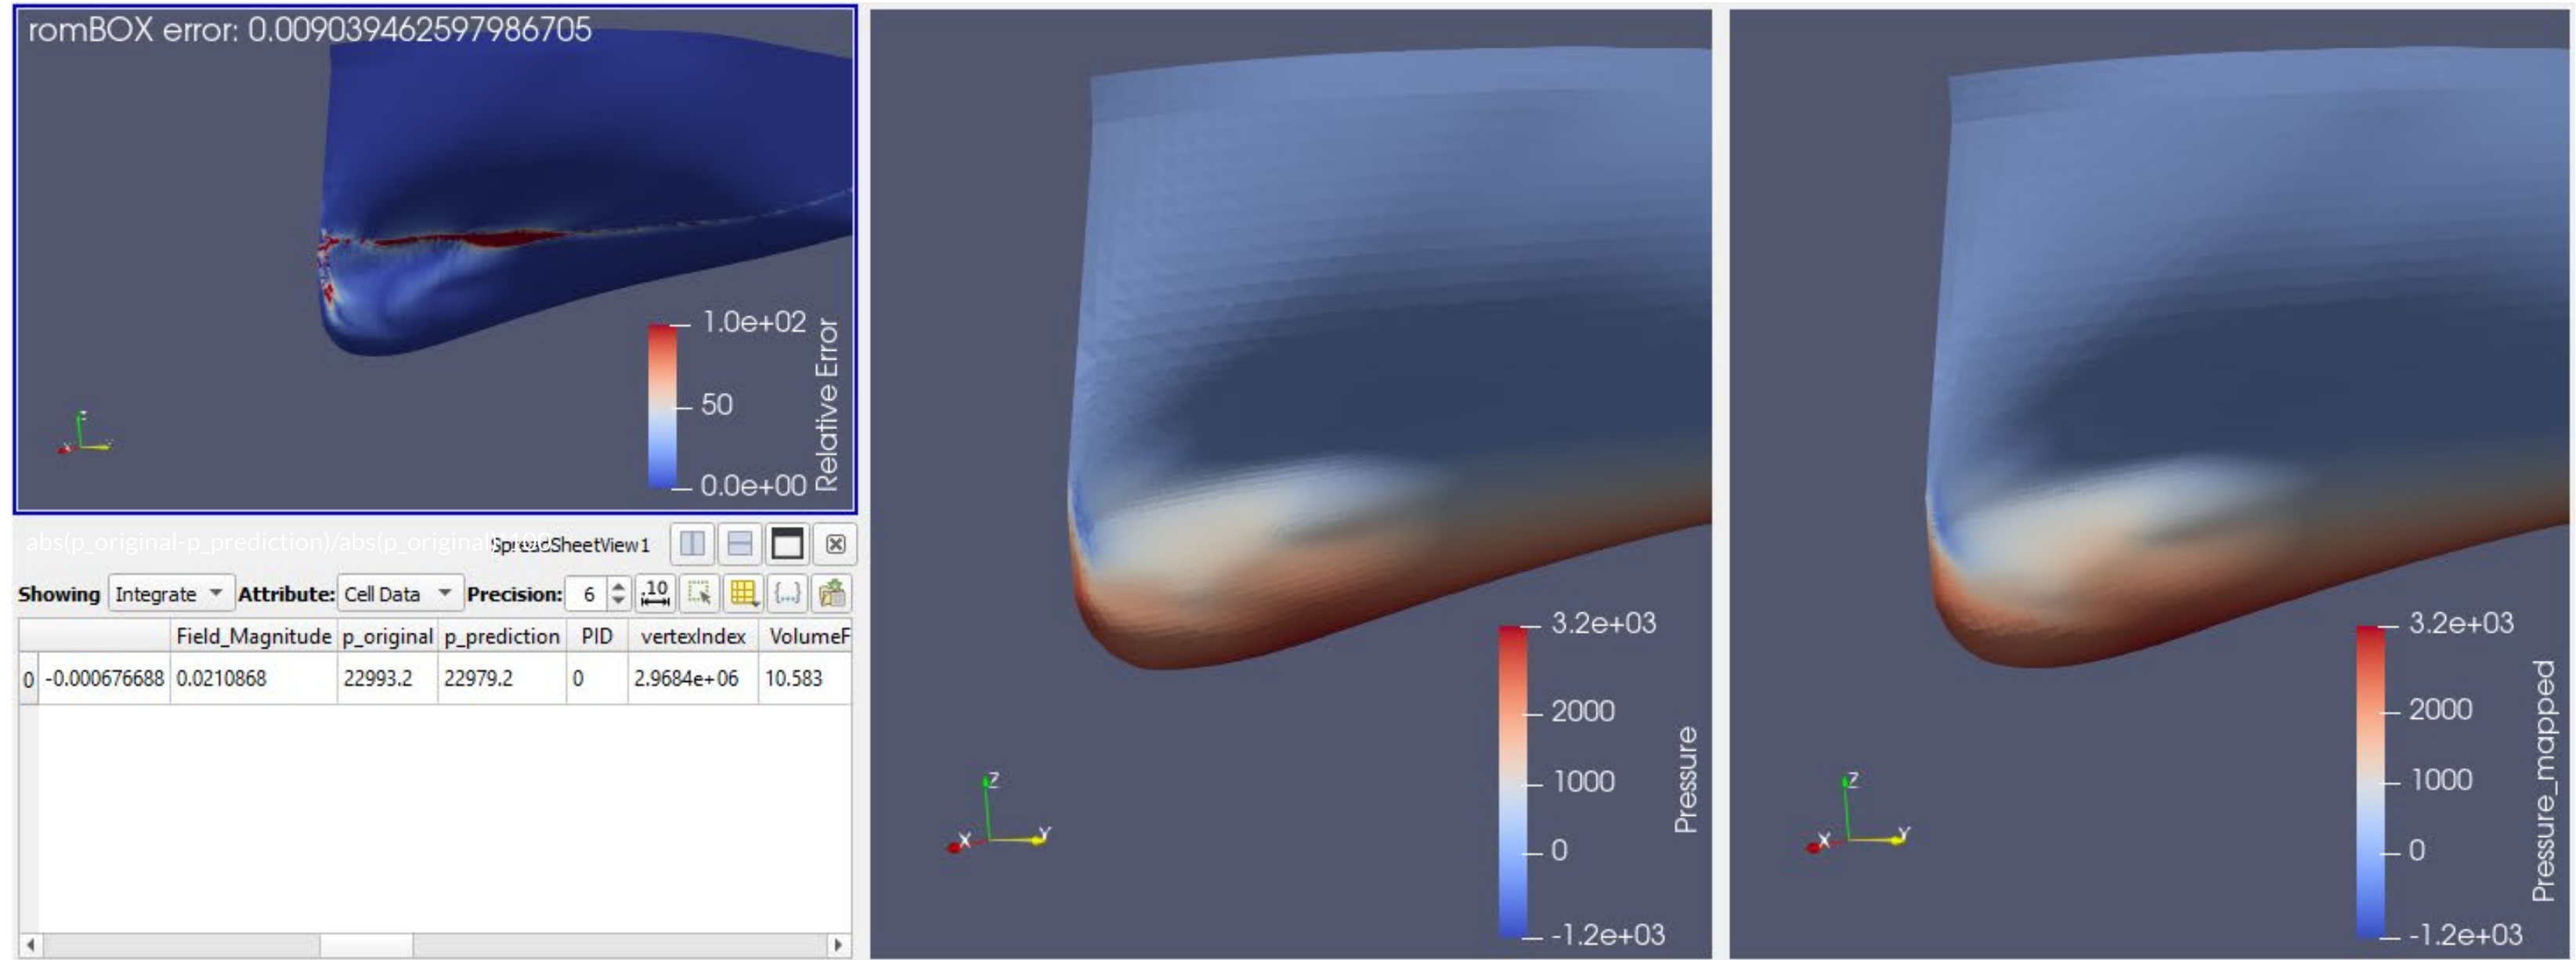 romBOX error: 0.009039462597986705
1.0e+02
50
0.0e+00
Relative Error
abs(p_original-p_prediction)/abs(p_original)*100
SpreadSheetView1
Showing Integrate Attribute: Cell Data Precision: 6
Field_Magnitude p_original p_prediction PID vertexIndex VolumeF
0 -0.000676688 0.0210868 22993.2 22979.2 0 2.9684e+06 10.583
3.2e+03
2000
1000
0
-1.2e+03
Pressure
Z
X
Y
3.2e+03
2000
1000
0
-1.2e+03
Pressure_mapped
Z
X
Y